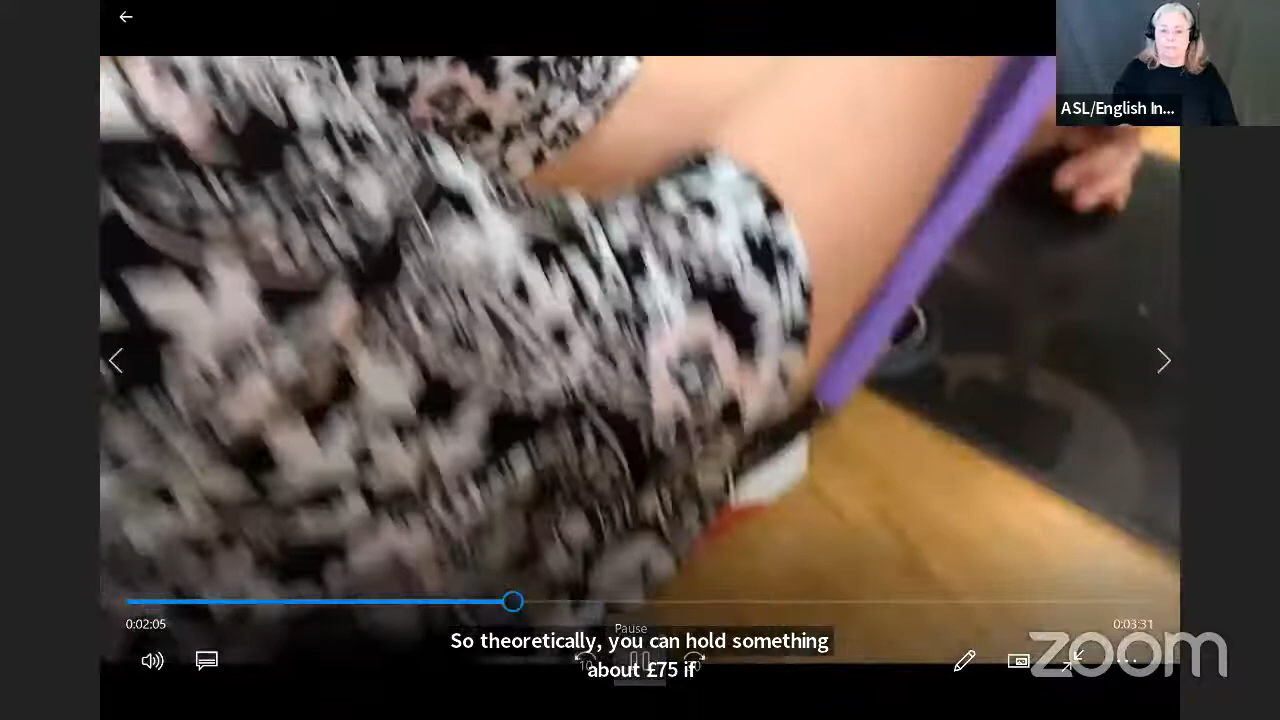 ASL/English In...
0:02:05
Pause
0:03:31
So theoretically, you can hold something
about £75 if
10
zoom